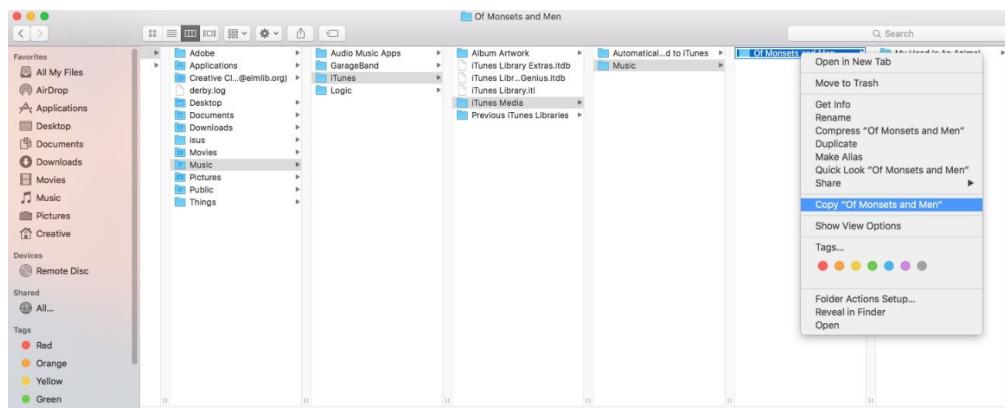 Of Monsets and Men
Search
Favorites
All My Files
AirDrop
Applications
Desktop
Documents
Downloads
Movies
Music
Pictures
Creative
Devices
Remote Disc
Shared
All...
Tags
Red
Orange
Yellow
Green
Adobe
Applications
Creative Cl...@elmlib.org)
derby.log
Desktop
Documents
Downloads
isus
Movies
Music
Pictures
Public
Things
Audio Music Apps
GarageBand
iTunes
Logic
Album Artwork
iTunes Library Extras.itdb
iTunes Libr...Genius.itdb
iTunes Library.itl
iTunes Media
Previous iTunes Libraries
Automatical...d to iTunes
Music
Of Monsets and Men
My Head Is An Animal
Open in New Tab
Move to Trash
Get Info
Rename
Compress "Of Monsets and Men"
Duplicate
Make Alias
Quick Look "Of Monsets and Men"
Share
Copy "Of Monsets and Men"
Show View Options
Tags...
Folder Actions Setup...
Reveal in Finder
Open